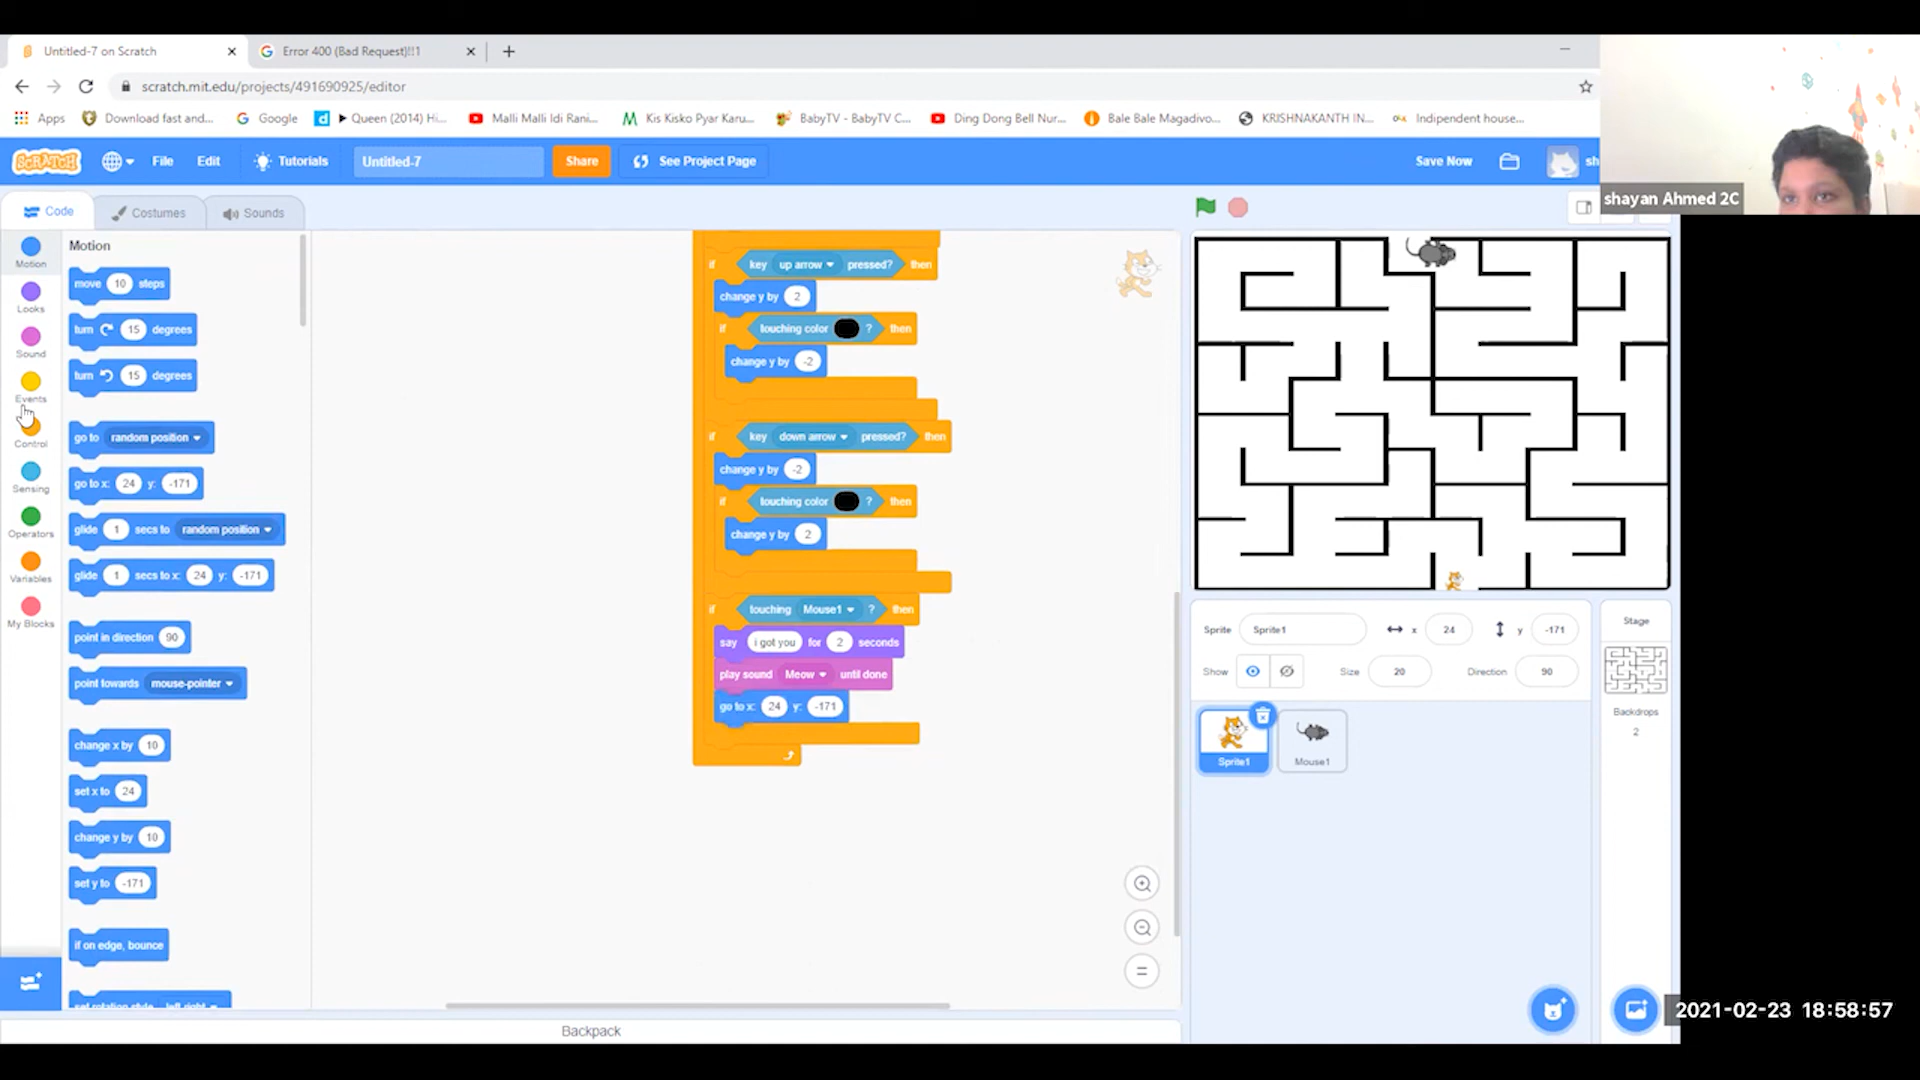 Untitled-7 on Scratch
Error 400 (Bad Request)!!1
scratch.mit.edu/projects/491690925/editor
Apps
Download fast and...
Google
Queen (2014) Hi...
Malli Malli Idi Rani...
Kis Kisko Pyar Karu...
BabyTV - BabyTV C...
Ding Dong Bell Nur...
Bale Bale Magadivo...
KRISHNAKANTH IN...
Indipendent house...
SCRATCH
File
Edit
Tutorials
Untitled-7
Share
See Project Page
Save Now
sh
shayan Ahmed 2C
Code
Costumes
Sounds
Motion
Looks
Sound
Events
Control
Sensing
Operators
Variables
My Blocks
Motion
move 10 steps
turn 15 degrees
turn 15 degrees
go to random position
go to x: 24 y: -171
glide 1 secs to random position
glide 1 secs to x: 24 y: -171
point in direction 90
point towards mouse-pointer
change x by 10
set x to 24
change y by 10
set y to -171
if on edge, bounce
set rotation style left-right
if key up arrow pressed? then
change y by 2
if touching color ? then
change y by -2
if key down arrow pressed? then
change y by -2
if touching color ? then
change y by 2
if touching Mouse1 ? then
say i got you for 2 seconds
play sound Meow until done
go to x: 24 y: -171
Backpack
Sprite Sprite1 x 24 y -171
Show Size 20 Direction 90
Sprite1
Mouse1
Stage
Backdrops
2
2021-02-23 18:58:57